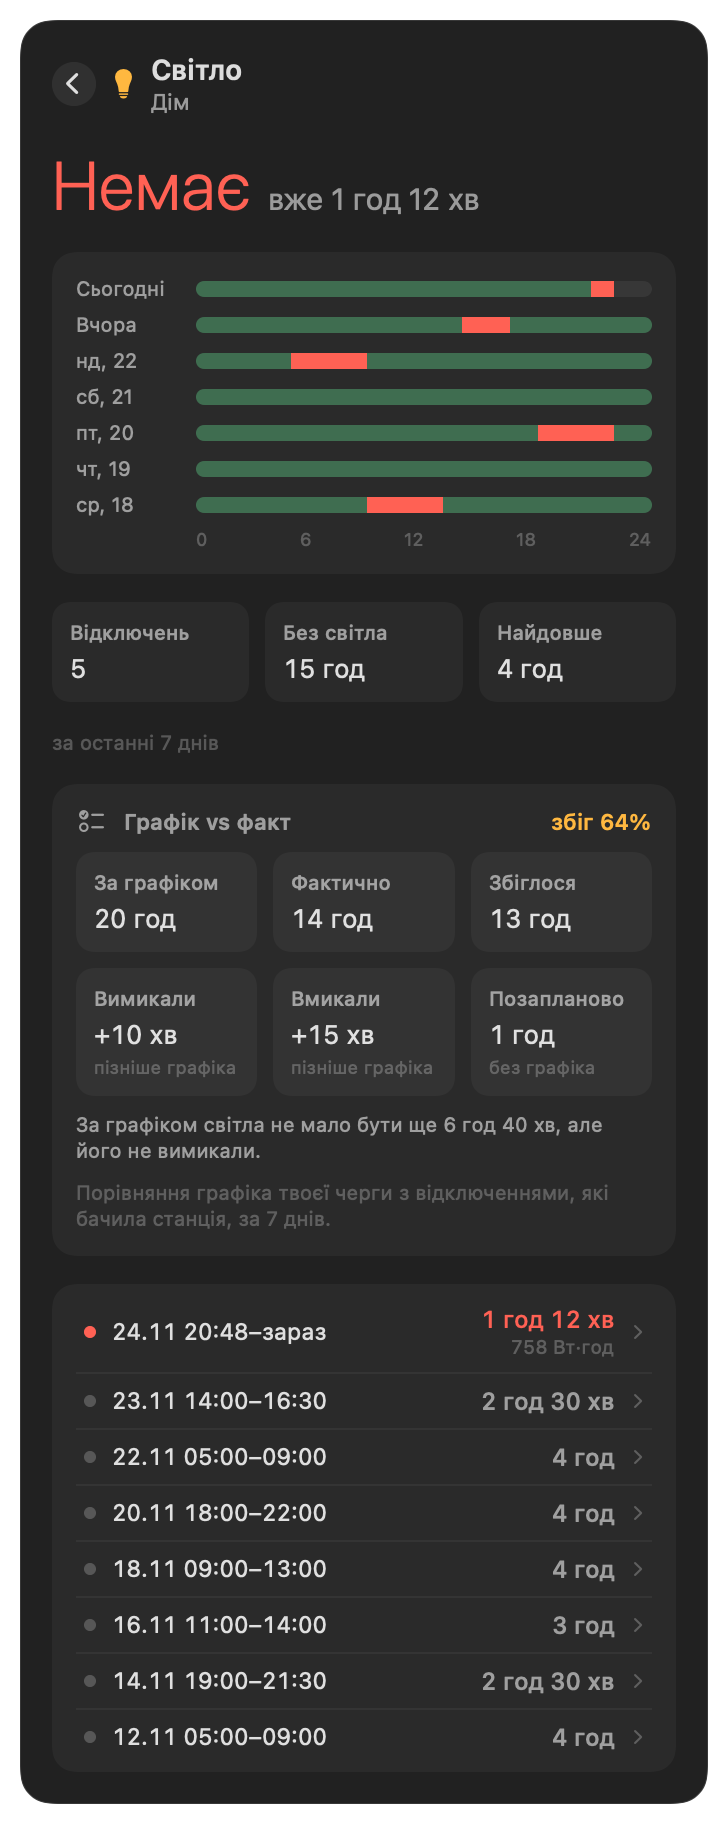 Світло
Дім
Немає вже 1 год 12 хв
Сьогодні
Вчора
нд, 22
сб, 21
пт, 20
чт, 19
ср, 18
0 6 12 18 24
Відключень Без світла Найдовше
5 15 год 4 год
за останні 7 днів
Графік vs факт збіг 64%
За графіком Фактично Збіглося
20 год 14 год 13 год
Вимикали Вмикали Позапланово
+10 хв +15 хв 1 год
пізніше графіка пізніше графіка без графіка
За графіком світла не мало бути ще 6 год 40 хв, але
його не вимикали.
Порівняння графіка твоєї черги з відключеннями, які
бачила станція, за 7 днів.
24.11 20:48–зараз 1 год 12 хв
758 Вт·год
23.11 14:00–16:30 2 год 30 хв
22.11 05:00–09:00 4 год
20.11 18:00–22:00 4 год
18.11 09:00–13:00 4 год
16.11 11:00–14:00 3 год
14.11 19:00–21:30 2 год 30 хв
12.11 05:00–09:00 4 год